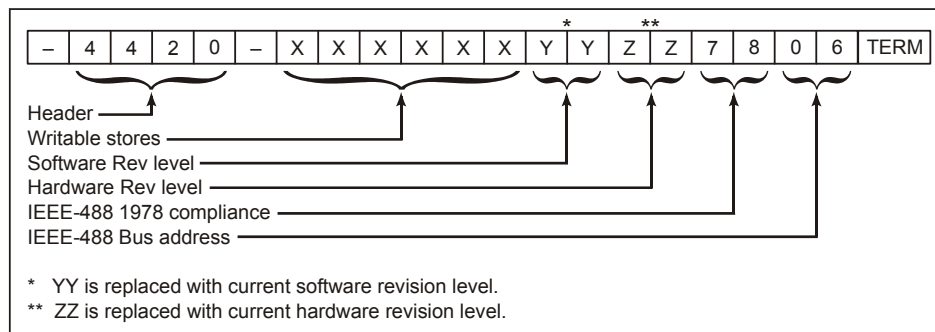 * **
– 4 4 2 0 – X X X X X X Y Y Z Z 7 8 0 6 TERM
Header
Writable stores
Software Rev level
Hardware Rev level
IEEE-488 1978 compliance
IEEE-488 Bus address
* YY is replaced with current software revision level.
** ZZ is replaced with current hardware revision level.